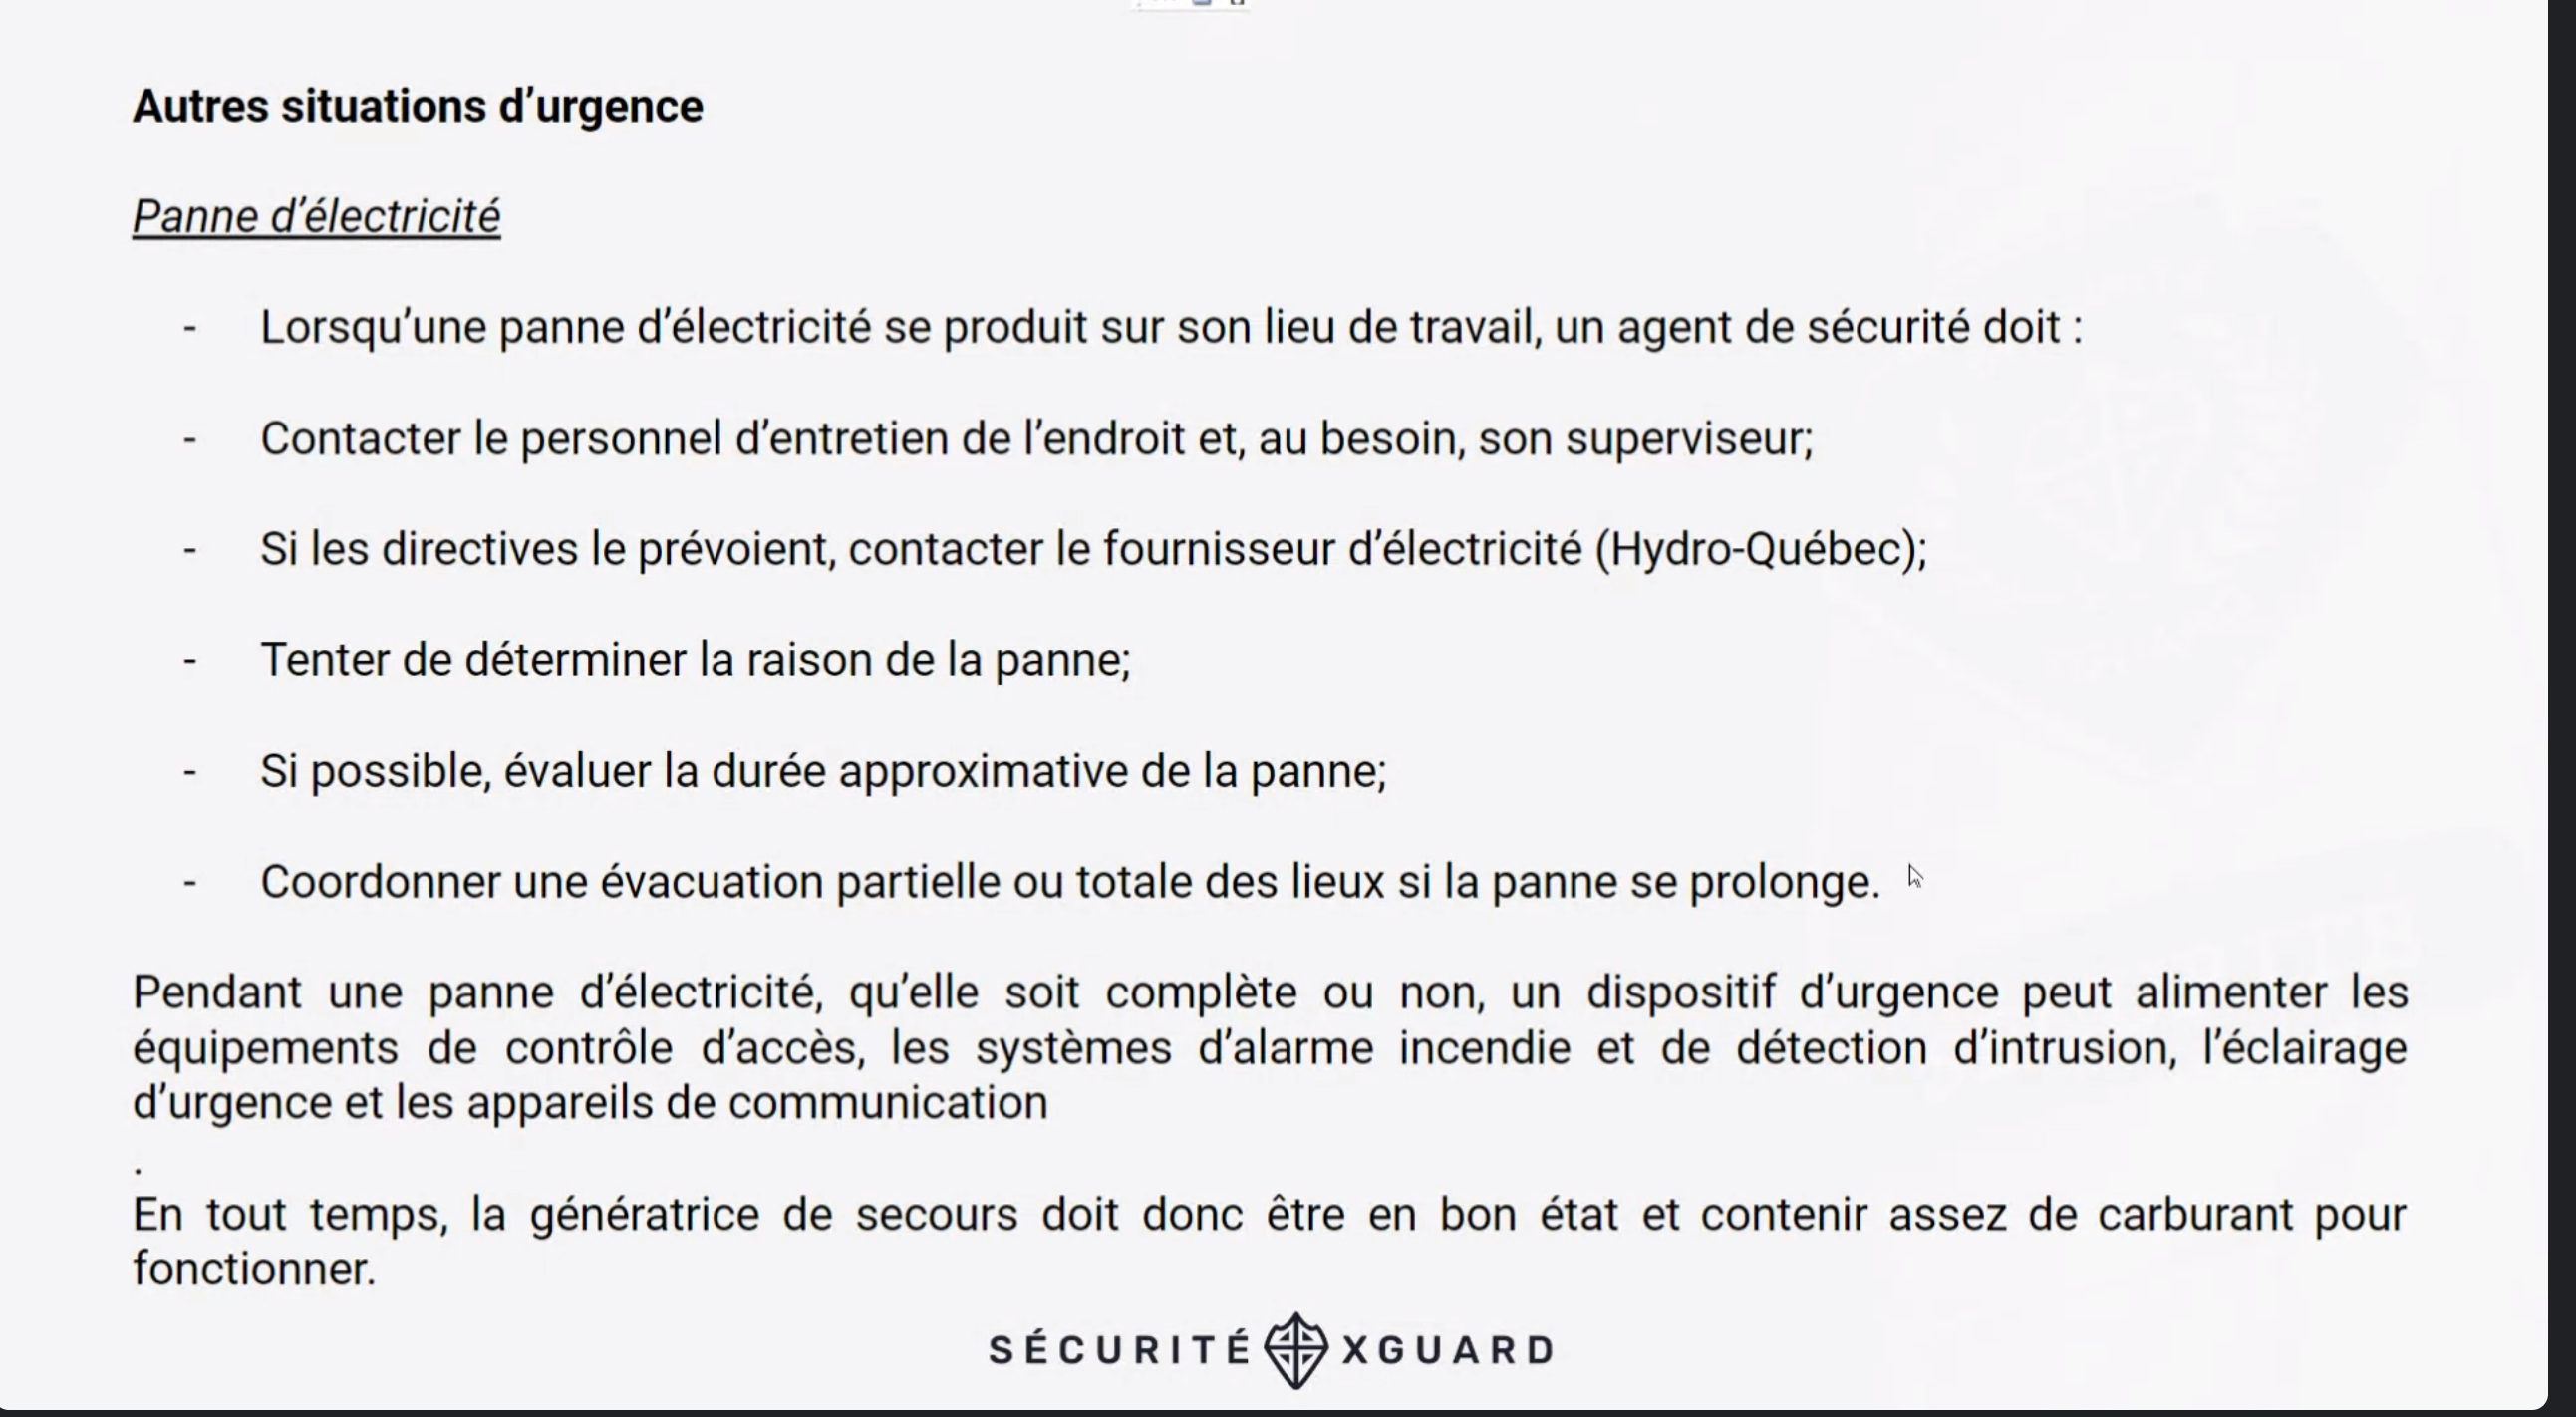 Autres situations d’urgence
Panne d’électricité
- Lorsqu’une panne d’électricité se produit sur son lieu de travail, un agent de sécurité doit :
- Contacter le personnel d’entretien de l’endroit et, au besoin, son superviseur;
- Si les directives le prévoient, contacter le fournisseur d’électricité (Hydro-Québec);
- Tenter de déterminer la raison de la panne;
- Si possible, évaluer la durée approximative de la panne;
- Coordonner une évacuation partielle ou totale des lieux si la panne se prolonge.
Pendant une panne d’électricité, qu’elle soit complète ou non, un dispositif d’urgence peut alimenter les
équipements de contrôle d’accès, les systèmes d’alarme incendie et de détection d’intrusion, l’éclairage
d’urgence et les appareils de communication
.
En tout temps, la génératrice de secours doit donc être en bon état et contenir assez de carburant pour
fonctionner.
SÉCURITÉ XGUARD